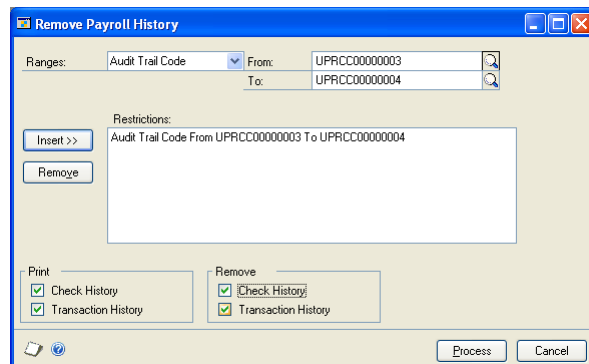 Remove Payroll History
Ranges: Audit Trail Code From: UPRCC00000003
To: UPRCC00000004
Restrictions:
Insert >> Audit Trail Code From UPRCC00000003 To UPRCC00000004
Remove
Print Remove
Check History Check History
Transaction History Transaction History
Process Cancel